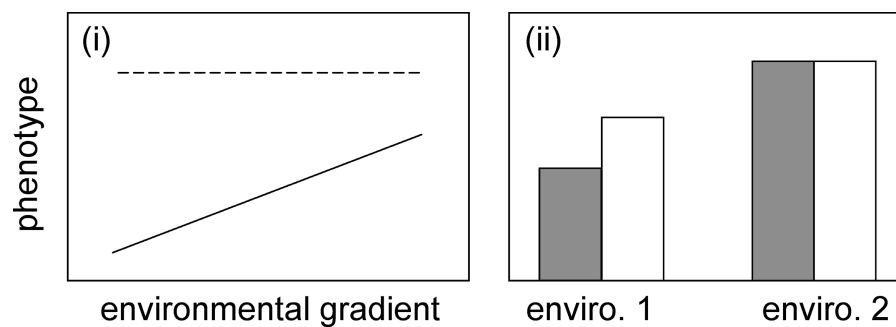 (i)
(ii)
phenotype
environmental gradient
enviro. 1
enviro. 2